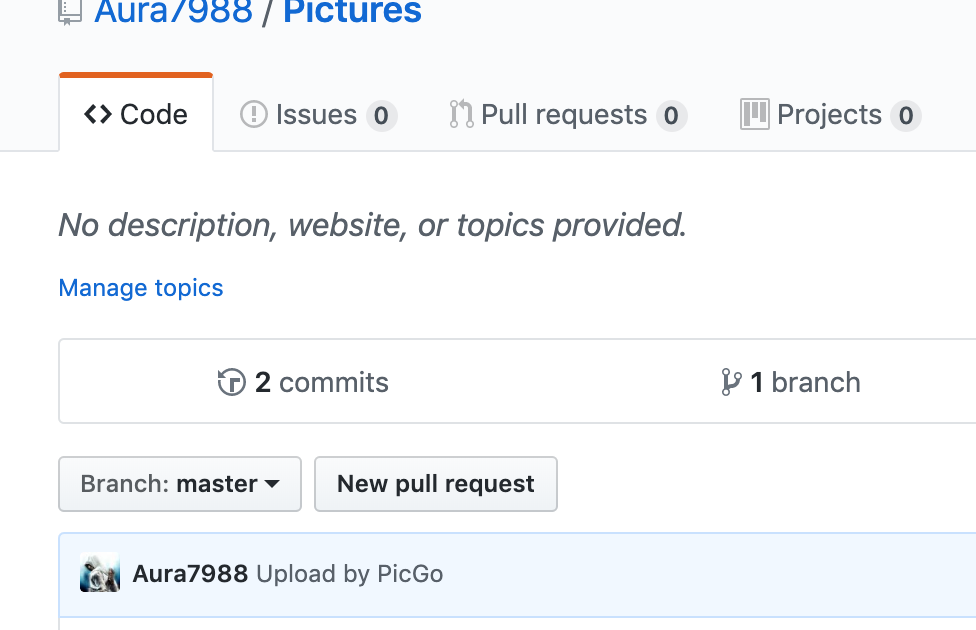 Aura7988 / Pictures
Code Issues 0 Pull requests 0 Projects 0
No description, website, or topics provided.
Manage topics
2 commits 1 branch
Branch: master New pull request
Aura7988 Upload by PicGo